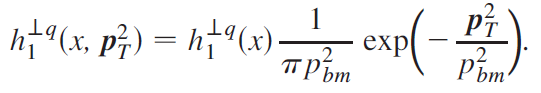 $h_1^{\perp q}(x, \boldsymbol{p}_T^2) = h_1^{\perp q}(x) \frac{1}{\pi p_{bm}^2} \exp\left(-\frac{\boldsymbol{p}_T^2}{p_{bm}^2}\right).$